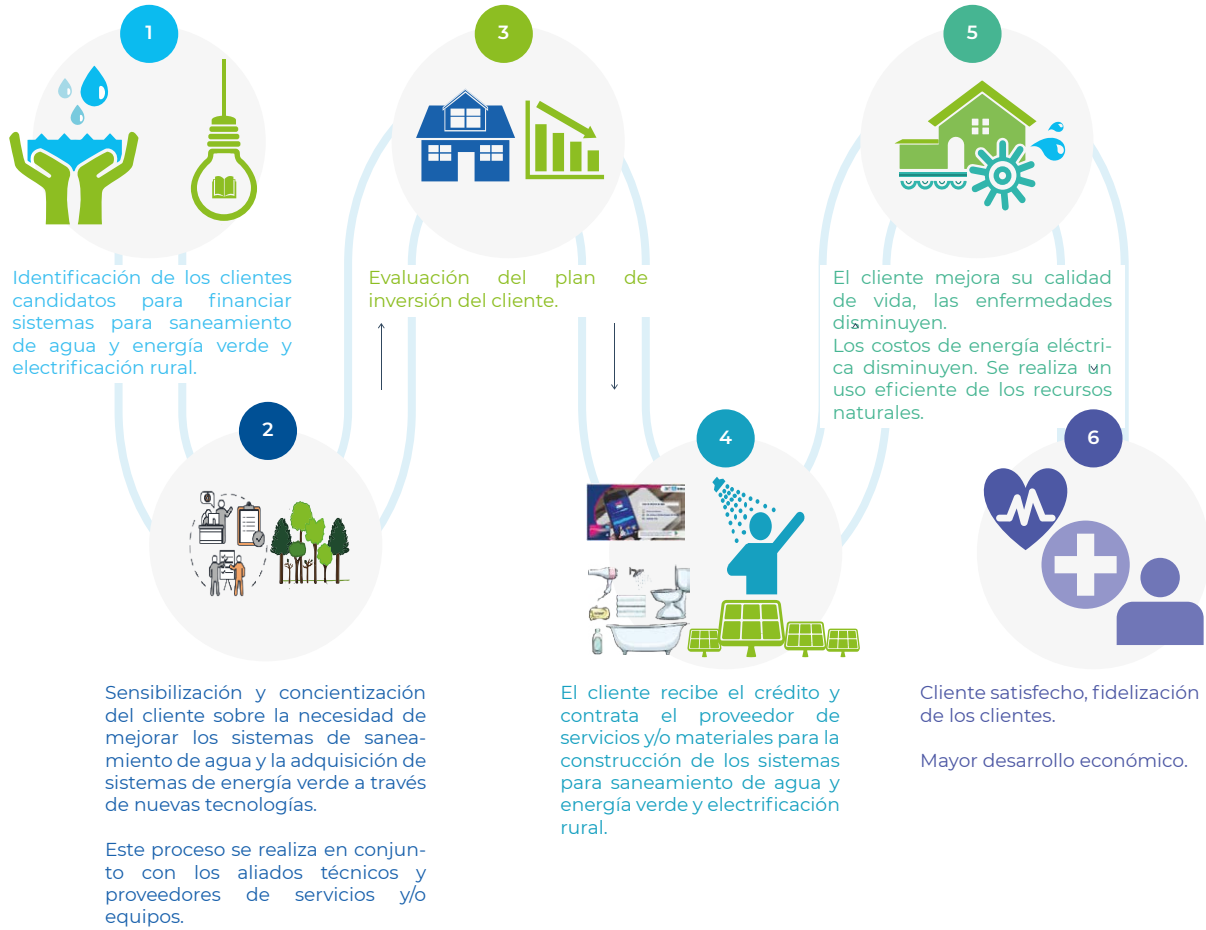 1
Identificación de los clientes
candidatos para financiar
sistemas para saneamiento
de agua y energía verde y
electrificación rural.
2
Sensibilización y concientización
del cliente sobre la necesidad de
mejorar los sistemas de sanea-
miento de agua y la adquisición de
sistemas de energía verde a través
de nuevas tecnologías.
Este proceso se realiza en conjun-
to con los aliados técnicos y
proveedores de servicios y/o
equipos.
3
Evaluación del plan de
inversión del cliente.
4
El cliente recibe el crédito y
contrata el proveedor de
servicios y/o materiales para la
construcción de los sistemas
para saneamiento de agua y
energía verde y electrificación
rural.
5
El cliente mejora su calidad
de vida, las enfermedades
disminuyen.
Los costos de energía eléctri-
ca disminuyen. Se realiza un
uso eficiente de los recursos
naturales.
6
Cliente satisfecho, fidelización
de los clientes.
Mayor desarrollo económico.